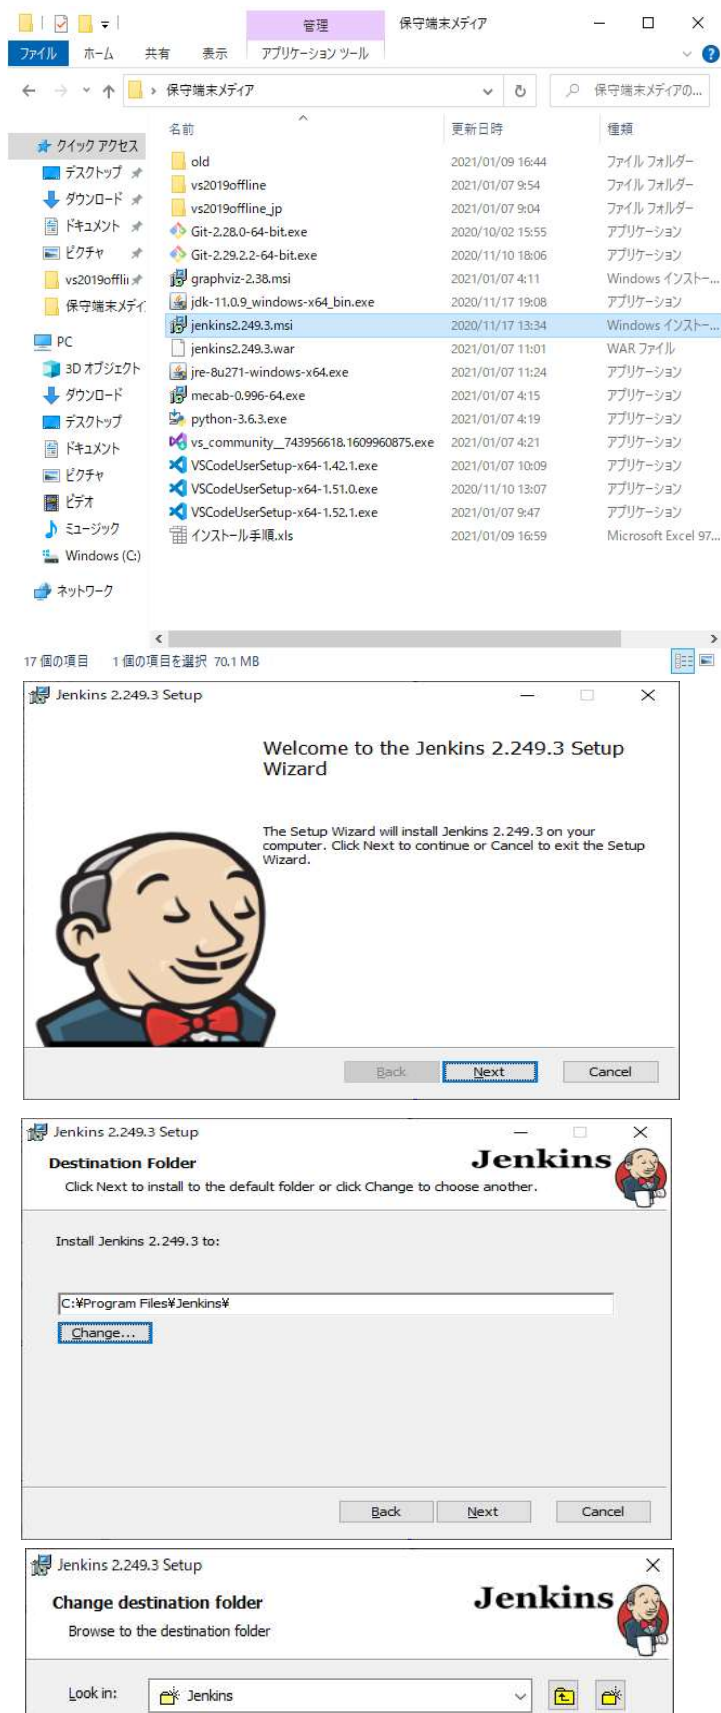 管理 保守端末メディア
ファイル ホーム 共有 表示 アプリケーション ツール
保守端末メディア 保守端末メディアの...
名前 更新日時 種類
クイック アクセス
デスクトップ
ダウンロード
ドキュメント
ピクチャ
vs2019offlin
保守端末メディ
PC
3D オブジェクト
ダウンロード
デスクトップ
ドキュメント
ピクチャ
ビデオ
ミュージック
Windows (C:)
ネットワーク
old 2021/01/09 16:44 ファイル フォルダー
vs2019offline 2021/01/07 9:54 ファイル フォルダー
vs2019offline_jp 2021/01/07 9:04 ファイル フォルダー
Git-2.28.0-64-bit.exe 2020/10/02 15:55 アプリケーション
Git-2.29.2.2-64-bit.exe 2020/11/10 18:06 アプリケーション
graphviz-2.38.msi 2021/01/07 4:11 Windows インストー...
jdk-11.0.9_windows-x64_bin.exe 2020/11/17 19:08 アプリケーション
jenkins2.249.3.msi 2020/11/17 13:34 Windows インストー...
jenkins2.249.3.war 2021/01/07 11:01 WAR ファイル
jre-8u271-windows-x64.exe 2021/01/07 11:24 アプリケーション
mecab-0.996-64.exe 2021/01/07 4:15 アプリケーション
python-3.6.3.exe 2021/01/07 4:19 アプリケーション
vs_community__743956618.1609960875.exe 2021/01/07 4:21 アプリケーション
VSCodeUserSetup-x64-1.42.1.exe 2021/01/07 10:09 アプリケーション
VSCodeUserSetup-x64-1.51.0.exe 2020/11/10 13:07 アプリケーション
VSCodeUserSetup-x64-1.52.1.exe 2021/01/07 9:47 アプリケーション
インストール手順.xls 2021/01/09 16:59 Microsoft Excel 97...
17 個の項目 1 個の項目を選択 70.1 MB
Jenkins 2.249.3 Setup
Welcome to the Jenkins 2.249.3 Setup
Wizard
The Setup Wizard will install Jenkins 2.249.3 on your
computer. Click Next to continue or Cancel to exit the Setup
Wizard.
Back Next Cancel
Jenkins 2.249.3 Setup
Destination Folder Jenkins
Click Next to install to the default folder or click Change to choose another.
Install Jenkins 2.249.3 to:
C:¥Program Files¥Jenkins¥
Change...
Back Next Cancel
Jenkins 2.249.3 Setup
Change destination folder Jenkins
Browse to the destination folder
Look in: Jenkins